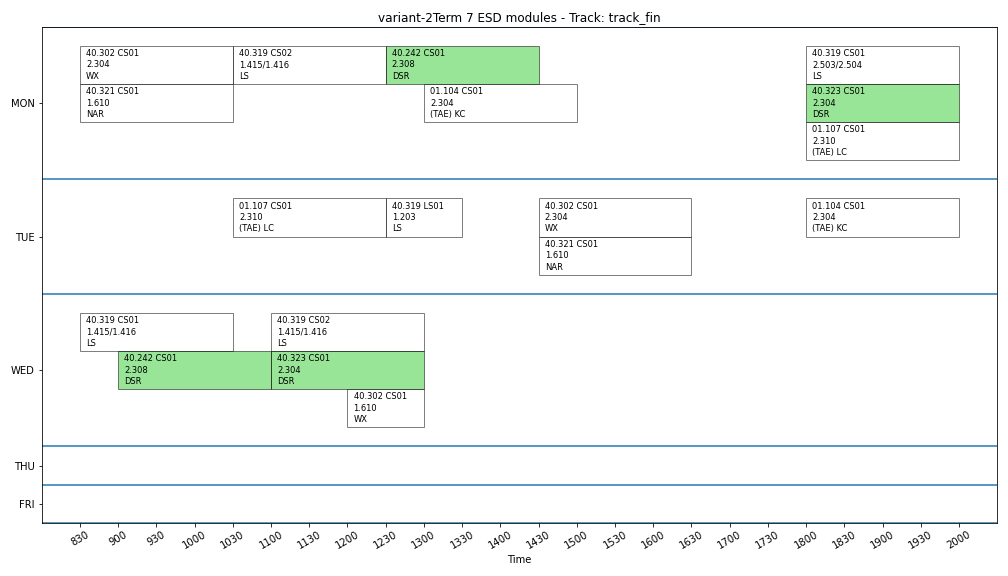 variant-2Term 7 ESD modules - Track: track_fin
MON
40.302 CS01
2.304
WX
40.319 CS02
1.415/1.416
LS
40.242 CS01
2.308
DSR
40.319 CS01
2.503/2.504
LS
40.321 CS01
1.610
NAR
01.104 CS01
2.304
(TAE) KC
40.323 CS01
2.304
DSR
01.107 CS01
2.310
(TAE) LC
TUE
01.107 CS01
2.310
(TAE) LC
40.319 LS01
1.203
LS
40.302 CS01
2.304
WX
01.104 CS01
2.304
(TAE) KC
40.321 CS01
1.610
NAR
WED
40.319 CS01
1.415/1.416
LS
40.319 CS02
1.415/1.416
LS
40.242 CS01
2.308
DSR
40.323 CS01
2.304
DSR
40.302 CS01
1.610
WX
THU
FRI
830 900 930 1000 1030 1100 1130 1200 1230 1300 1330 1400 1430 1500 1600 1630 1700 1730 1800 1830 1900 1930 2000
Time